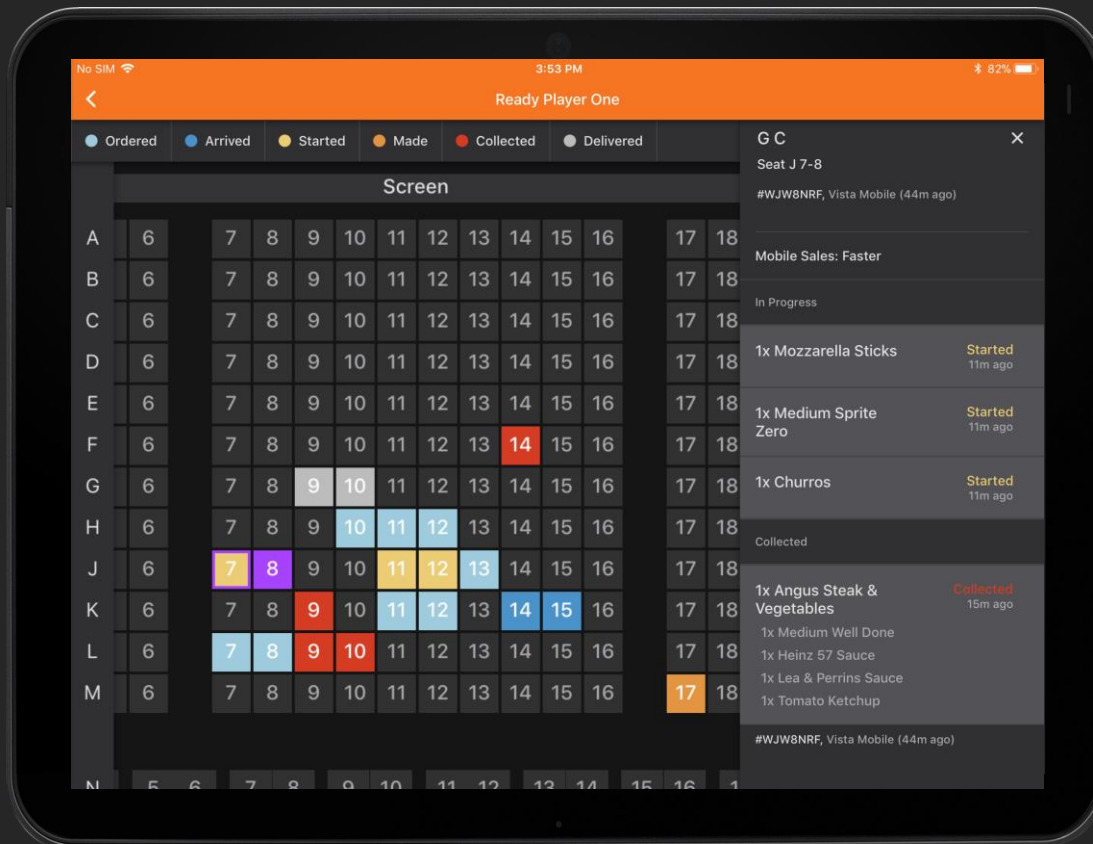 No SIM 3:53 PM 82%
Ready Player One
Ordered Arrived Started Made Collected Delivered
Screen
A 6 7 8 9 10 11 12 13 14 15 16 17 18
B 6 7 8 9 10 11 12 13 14 15 16 17 18
C 6 7 8 9 10 11 12 13 14 15 16 17 18
D 6 7 8 9 10 11 12 13 14 15 16 17 18
E 6 7 8 9 10 11 12 13 14 15 16 17 18
F 6 7 8 9 10 11 12 13 14 15 16 17 18
G 6 7 8 9 10 11 12 13 14 15 16 17 18
H 6 7 8 9 10 11 12 13 14 15 16 17 18
J 6 7 8 9 10 11 12 13 14 15 16 17 18
K 6 7 8 9 10 11 12 13 14 15 16 17 18
L 6 7 8 9 10 11 12 13 14 15 16 17 18
M 6 7 8 9 10 11 12 13 14 15 16 17 18
N 5 6 7 8 9 10 11 12 13 14 15 16
G C
Seat J 7-8
#WJW8NRF, Vista Mobile (44m ago)
Mobile Sales: Faster
In Progress
1x Mozzarella Sticks Started
11m ago
1x Medium Sprite Started
Zero 11m ago
1x Churros Started
11m ago
Collected
1x Angus Steak & Collected
Vegetables 15m ago
1x Medium Well Done
1x Heinz 57 Sauce
1x Lea & Perrins Sauce
1x Tomato Ketchup
#WJW8NRF, Vista Mobile (44m ago)